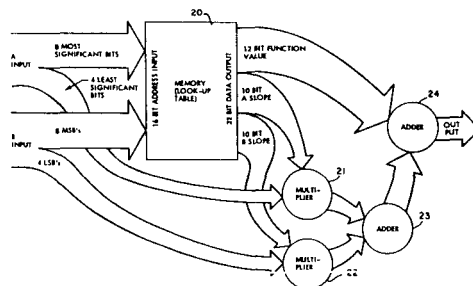 20
8 MOST
SIGNIFICANT BITS
A
INPUT
4 LEAST
SIGNIFICANT
BITS
16-BIT ADDRESS INPUT
MEMORY
(LOOK-UP
TABLE)
DATA OUTPUT
12 BIT FUNCTION
VALUE
10 BIT
A SLOPE
10 BIT
B SLOPE
24
ADDER
OUT
PUT
8 MSB's
INPUT
4 LSB's
21
MULTI-
PLIER
ADDER
23
MULTI-
PLIER
22